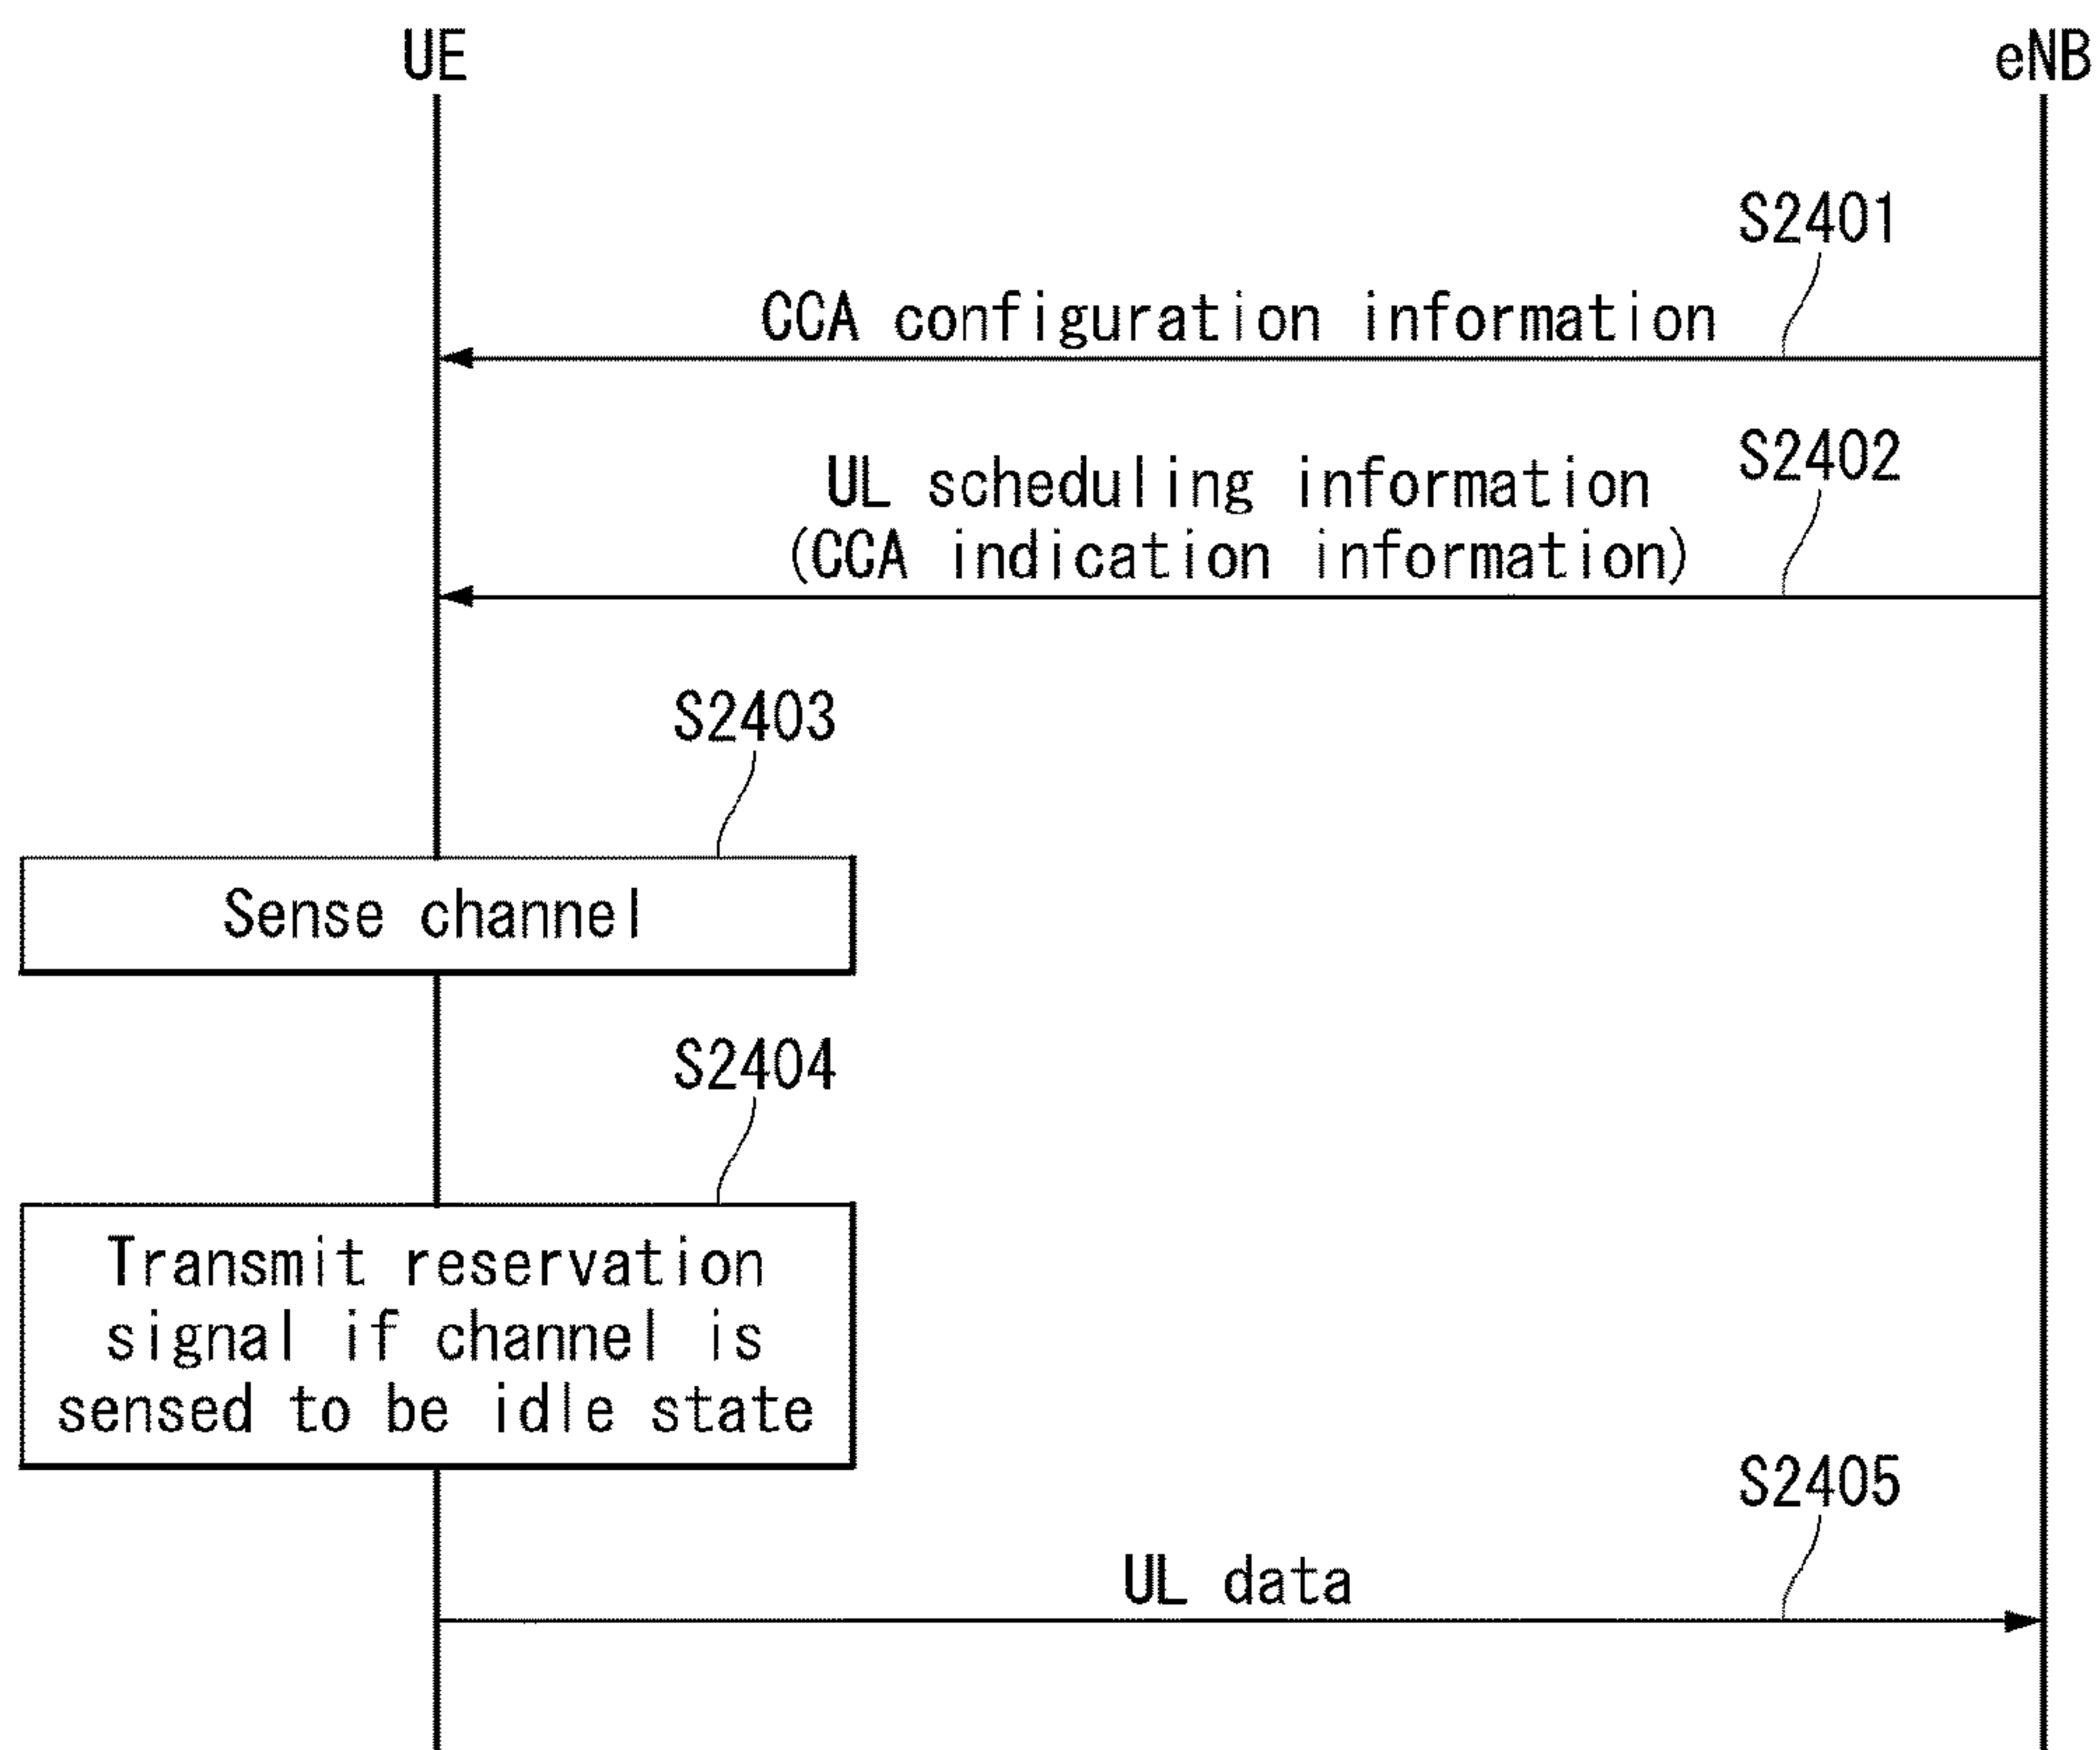 UE
eNB
S2401
CCA configuration information
S2402
UL scheduling information
(CCA indication information)
S2403
Sense channel
S2404
Transmit reservation
signal if channel is
sensed to be idle state
S2405
UL data